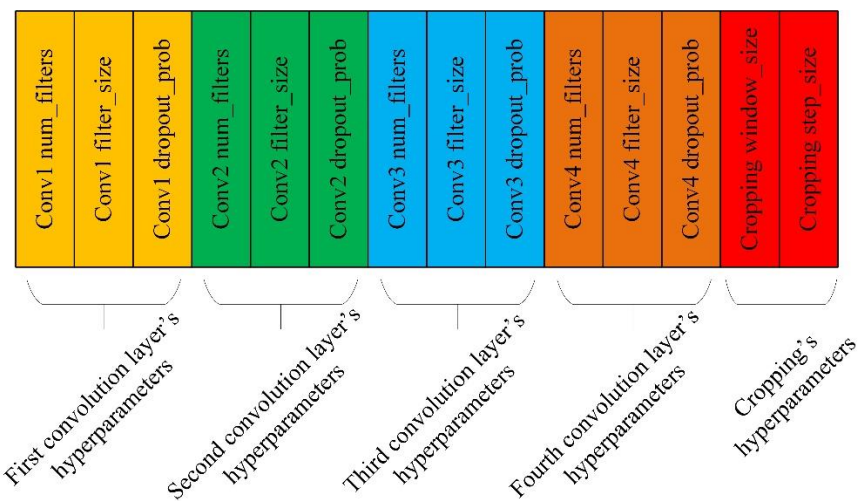 Conv1 num_filters
Conv1 filter_size
Conv1 dropout_prob
Conv2 num_filters
Conv2 filter_size
Conv2 dropout_prob
Conv3 num_filters
Conv3 filter_size
Conv3 dropout_prob
Conv4 num_filters
Conv4 filter_size
Conv4 dropout_prob
Cropping window_size
Cropping step_size
First convolution layer’s
hyperparameters
Second convolution layer’s
hyperparameters
Third convolution layer’s
hyperparameters
Fourth convolution layer’s
hyperparameters
Cropping’s
hyperparameters